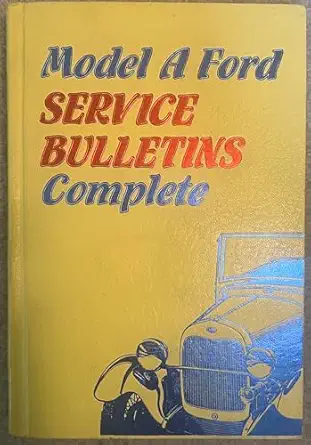 Model A Ford
SERVICE
BULLETINS
Complete